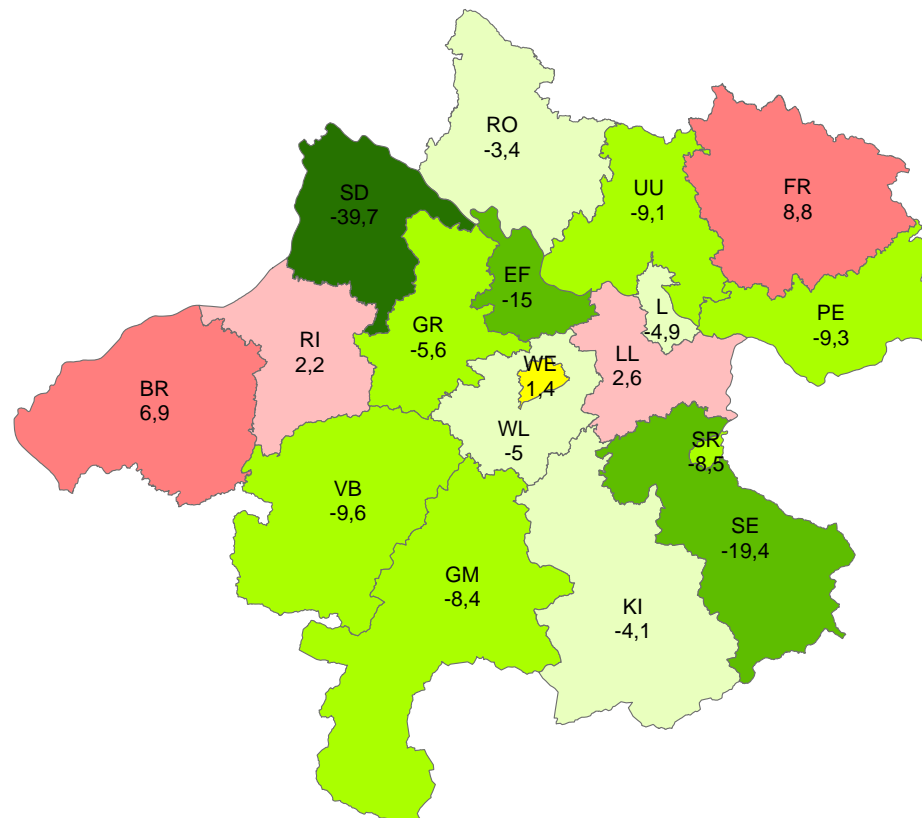 RO
-3,4
SD
-39,7
UU
-9,1
FR
8,8
EF
-15
L
-4,9
PE
-9,3
GR
-5,6
RI
2,2
LL
2,6
WE
1,4
BR
6,9
WL
-5
SR
-8,5
VB
-9,6
SE
-19,4
GM
-8,4
KI
-4,1